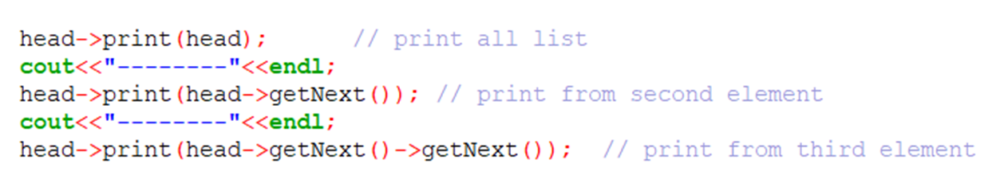 head->print(head);      // print all list
cout<<"--------"<<endl;
head->print(head->getNext()); // print from second element
cout<<"--------"<<endl;
head->print(head->getNext()->getNext());  // print from third element